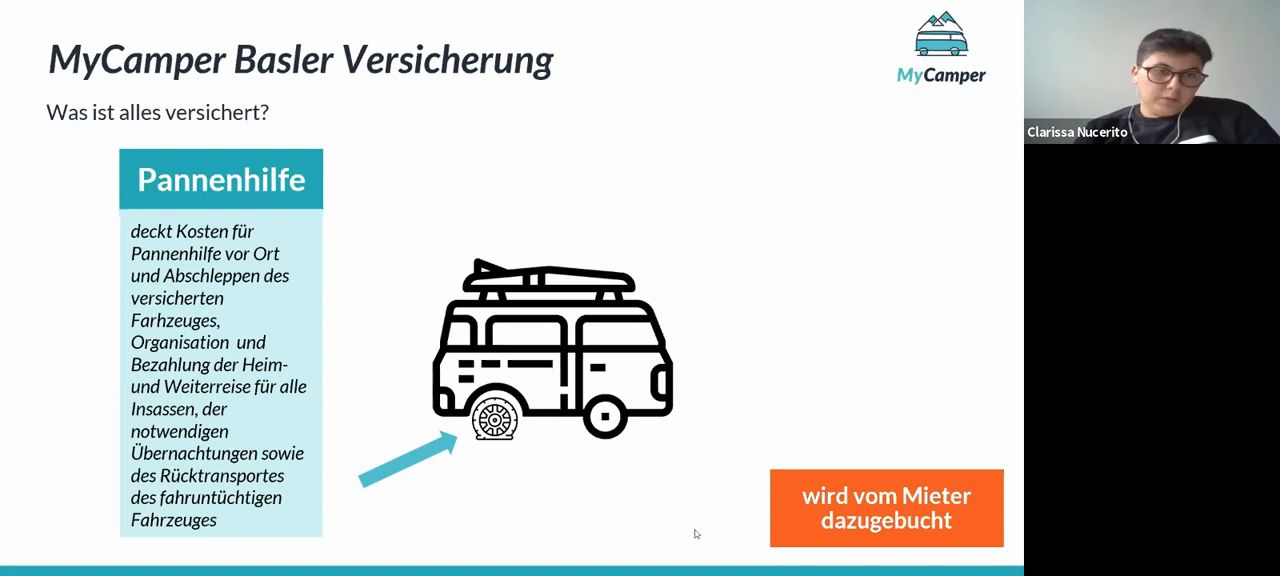 MyCamper Basler Versicherung
Was ist alles versichert?
MyCamper
Clarissa Nucerito
Pannenhilfe
deckt Kosten für
Pannenhilfe vor Ort
und Abschleppen des
versicherten
Farhzeuges,
Organisation und
Bezahlung der Heim-
und Weiterreise für alle
Insassen, der
notwendigen
Übernachtungen sowie
des Rücktransportes
des fahruntüchtigen
Fahrzeuges
wird vom Mieter
dazugebucht